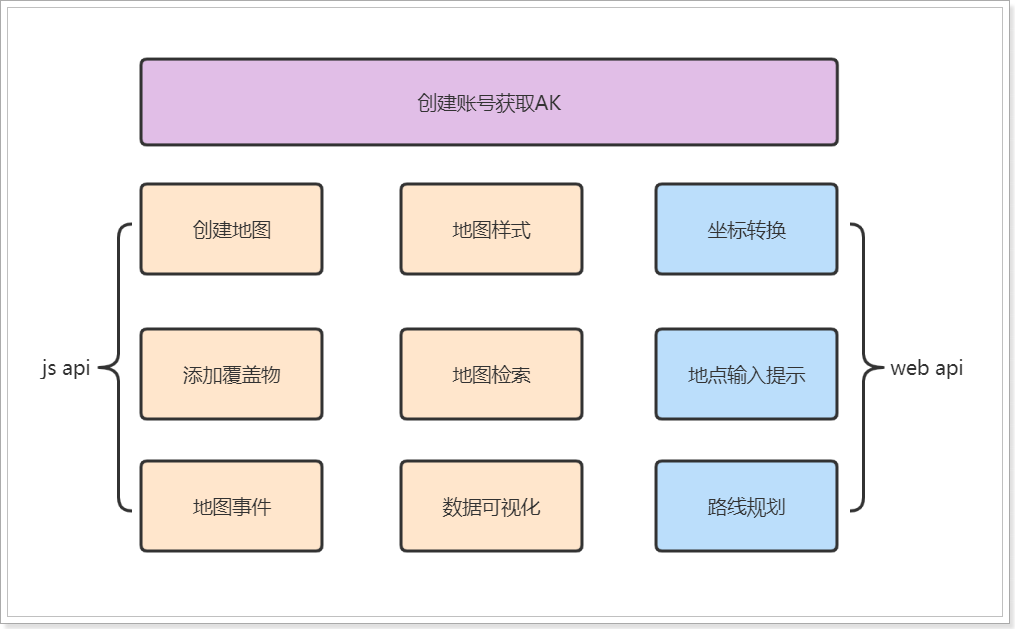 创建账号获取AK
创建地图
地图样式
坐标转换
js api
添加覆盖物
地图检索
地点输入提示
web api
地图事件
数据可视化
路线规划